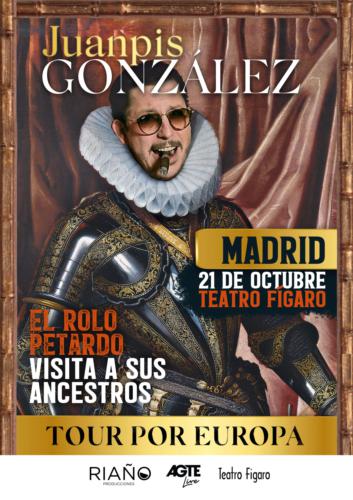 Juanpis
GONZÁLEZ
MADRID
21 DE OCTUBRE
TEATRO FÍGARO
EL ROLO
PETARDO
VISITA A SUS
ANCESTROS
TOUR POR EUROPA
RIAÑO
PRODUCCIONES
AGTE
Live
Teatro Figaro